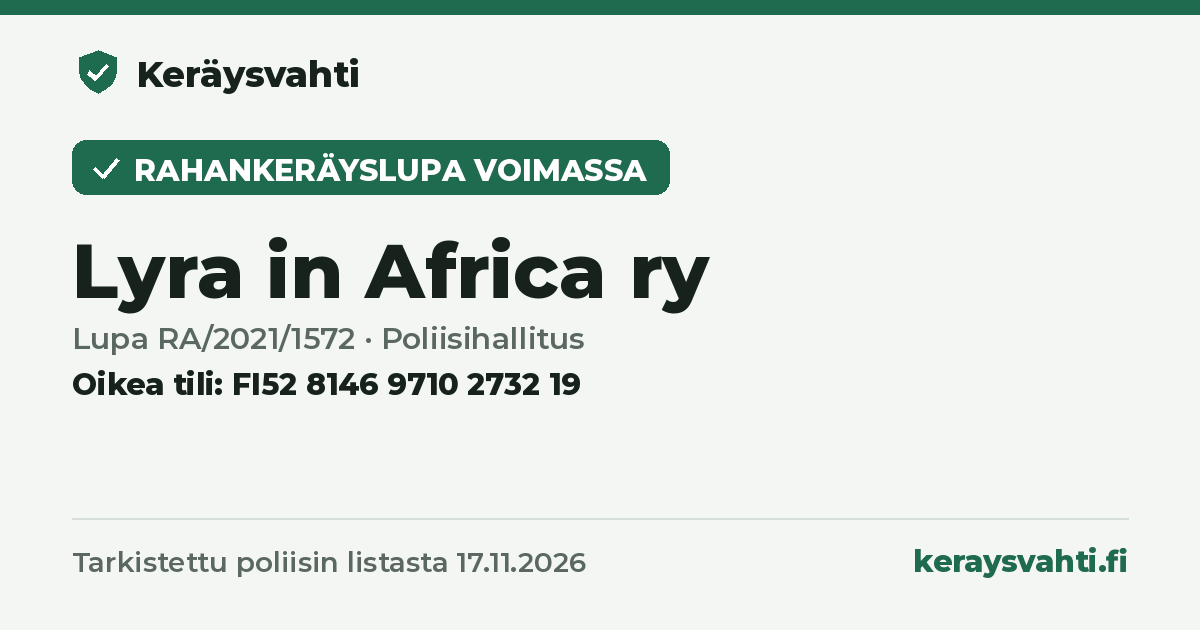 Keräysvahti
RAHANKERÄYSLUPA VOIMASSA
Lyra in Africa ry
Lupa RA/2021/1572 · Poliisihallitus
Oikea tili: FI52 8146 9710 2732 19
Tarkistettu poliisin listasta 17.11.2026
keraysvahti.fi